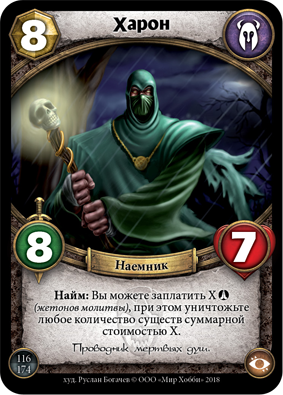 8
Харон
8
Наемник
7
Найм: Вы можете заплатить X
(жетонов молитвы), при этом уничтожьте
любое количество существ суммарной
стоимостью X.
Проводник мертвых душ.
116
174
худ. Руслан Богачев © ООО «Мир Хобби» 2018